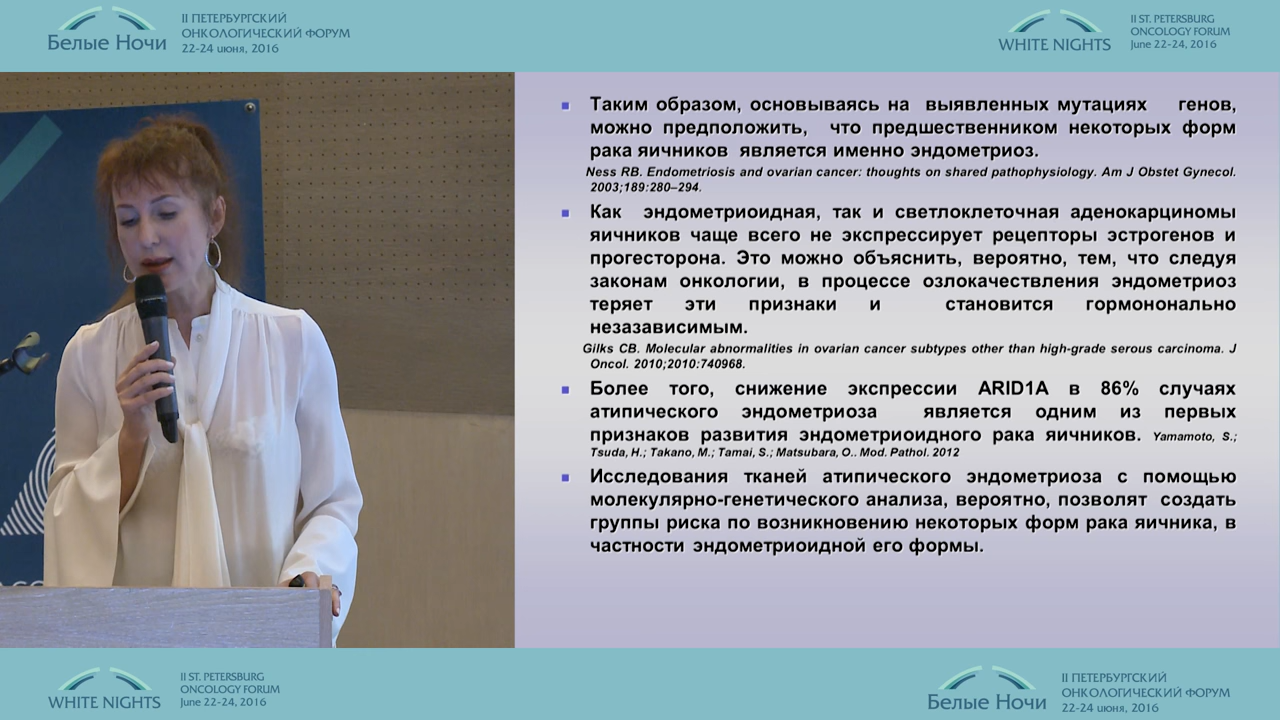 II ПЕТЕРБУРГСКИЙ
ОНКОЛОГИЧЕСКИЙ ФОРУМ
Белые Ночи
22-24 июня, 2016
II ST. PETERSBURG
ONCOLOGY FORUM
WHITE NIGHTS
June 22-24, 2016
Таким образом, основываясь на выявленных мутациях генов,
можно предположить, что предшественником некоторых форм
рака яичников является именно эндометриоз.
Ness RB. Endometriosis and ovarian cancer: thoughts on shared pathophysiology. Am J Obstet Gynecol.
2003;189:280–294.
Как эндометриоидная, так и светлоклеточная аденокарциномы
яичников чаще всего не экспрессирует рецепторы эстрогенов и
прогесторона. Это можно объяснить, вероятно, тем, что следуя
законам онкологии, в процессе озлокачествления эндометриоз
теряет эти признаки и становится гормононально
незазависимым.
Gilks CB. Molecular abnormalities in ovarian cancer subtypes other than high-grade serous carcinoma. J
Oncol. 2010;2010:740968.
Более того, снижение экспрессии ARID1A в 86% случаях
атипического эндометриоза является одним из первых
признаков развития эндометриоидного рака яичников. Yamamoto, S.;
Tsuda, H.; Takano, M.; Tamai, S.; Matsubara, O.. Mod. Pathol. 2012
Исследования тканей атипического эндометриоза с помощью
молекулярно-генетического анализа, вероятно, позволят создать
группы риска по возникновению некоторых форм рака яичника, в
частности эндометриоидной его формы.
II ST. PETERSBURG
ONCOLOGY FORUM
WHITE NIGHTS
June 22-24, 2016
II ПЕТЕРБУРГСКИЙ
ОНКОЛОГИЧЕСКИЙ ФОРУМ
Белые Ночи
22-24 июня, 2016